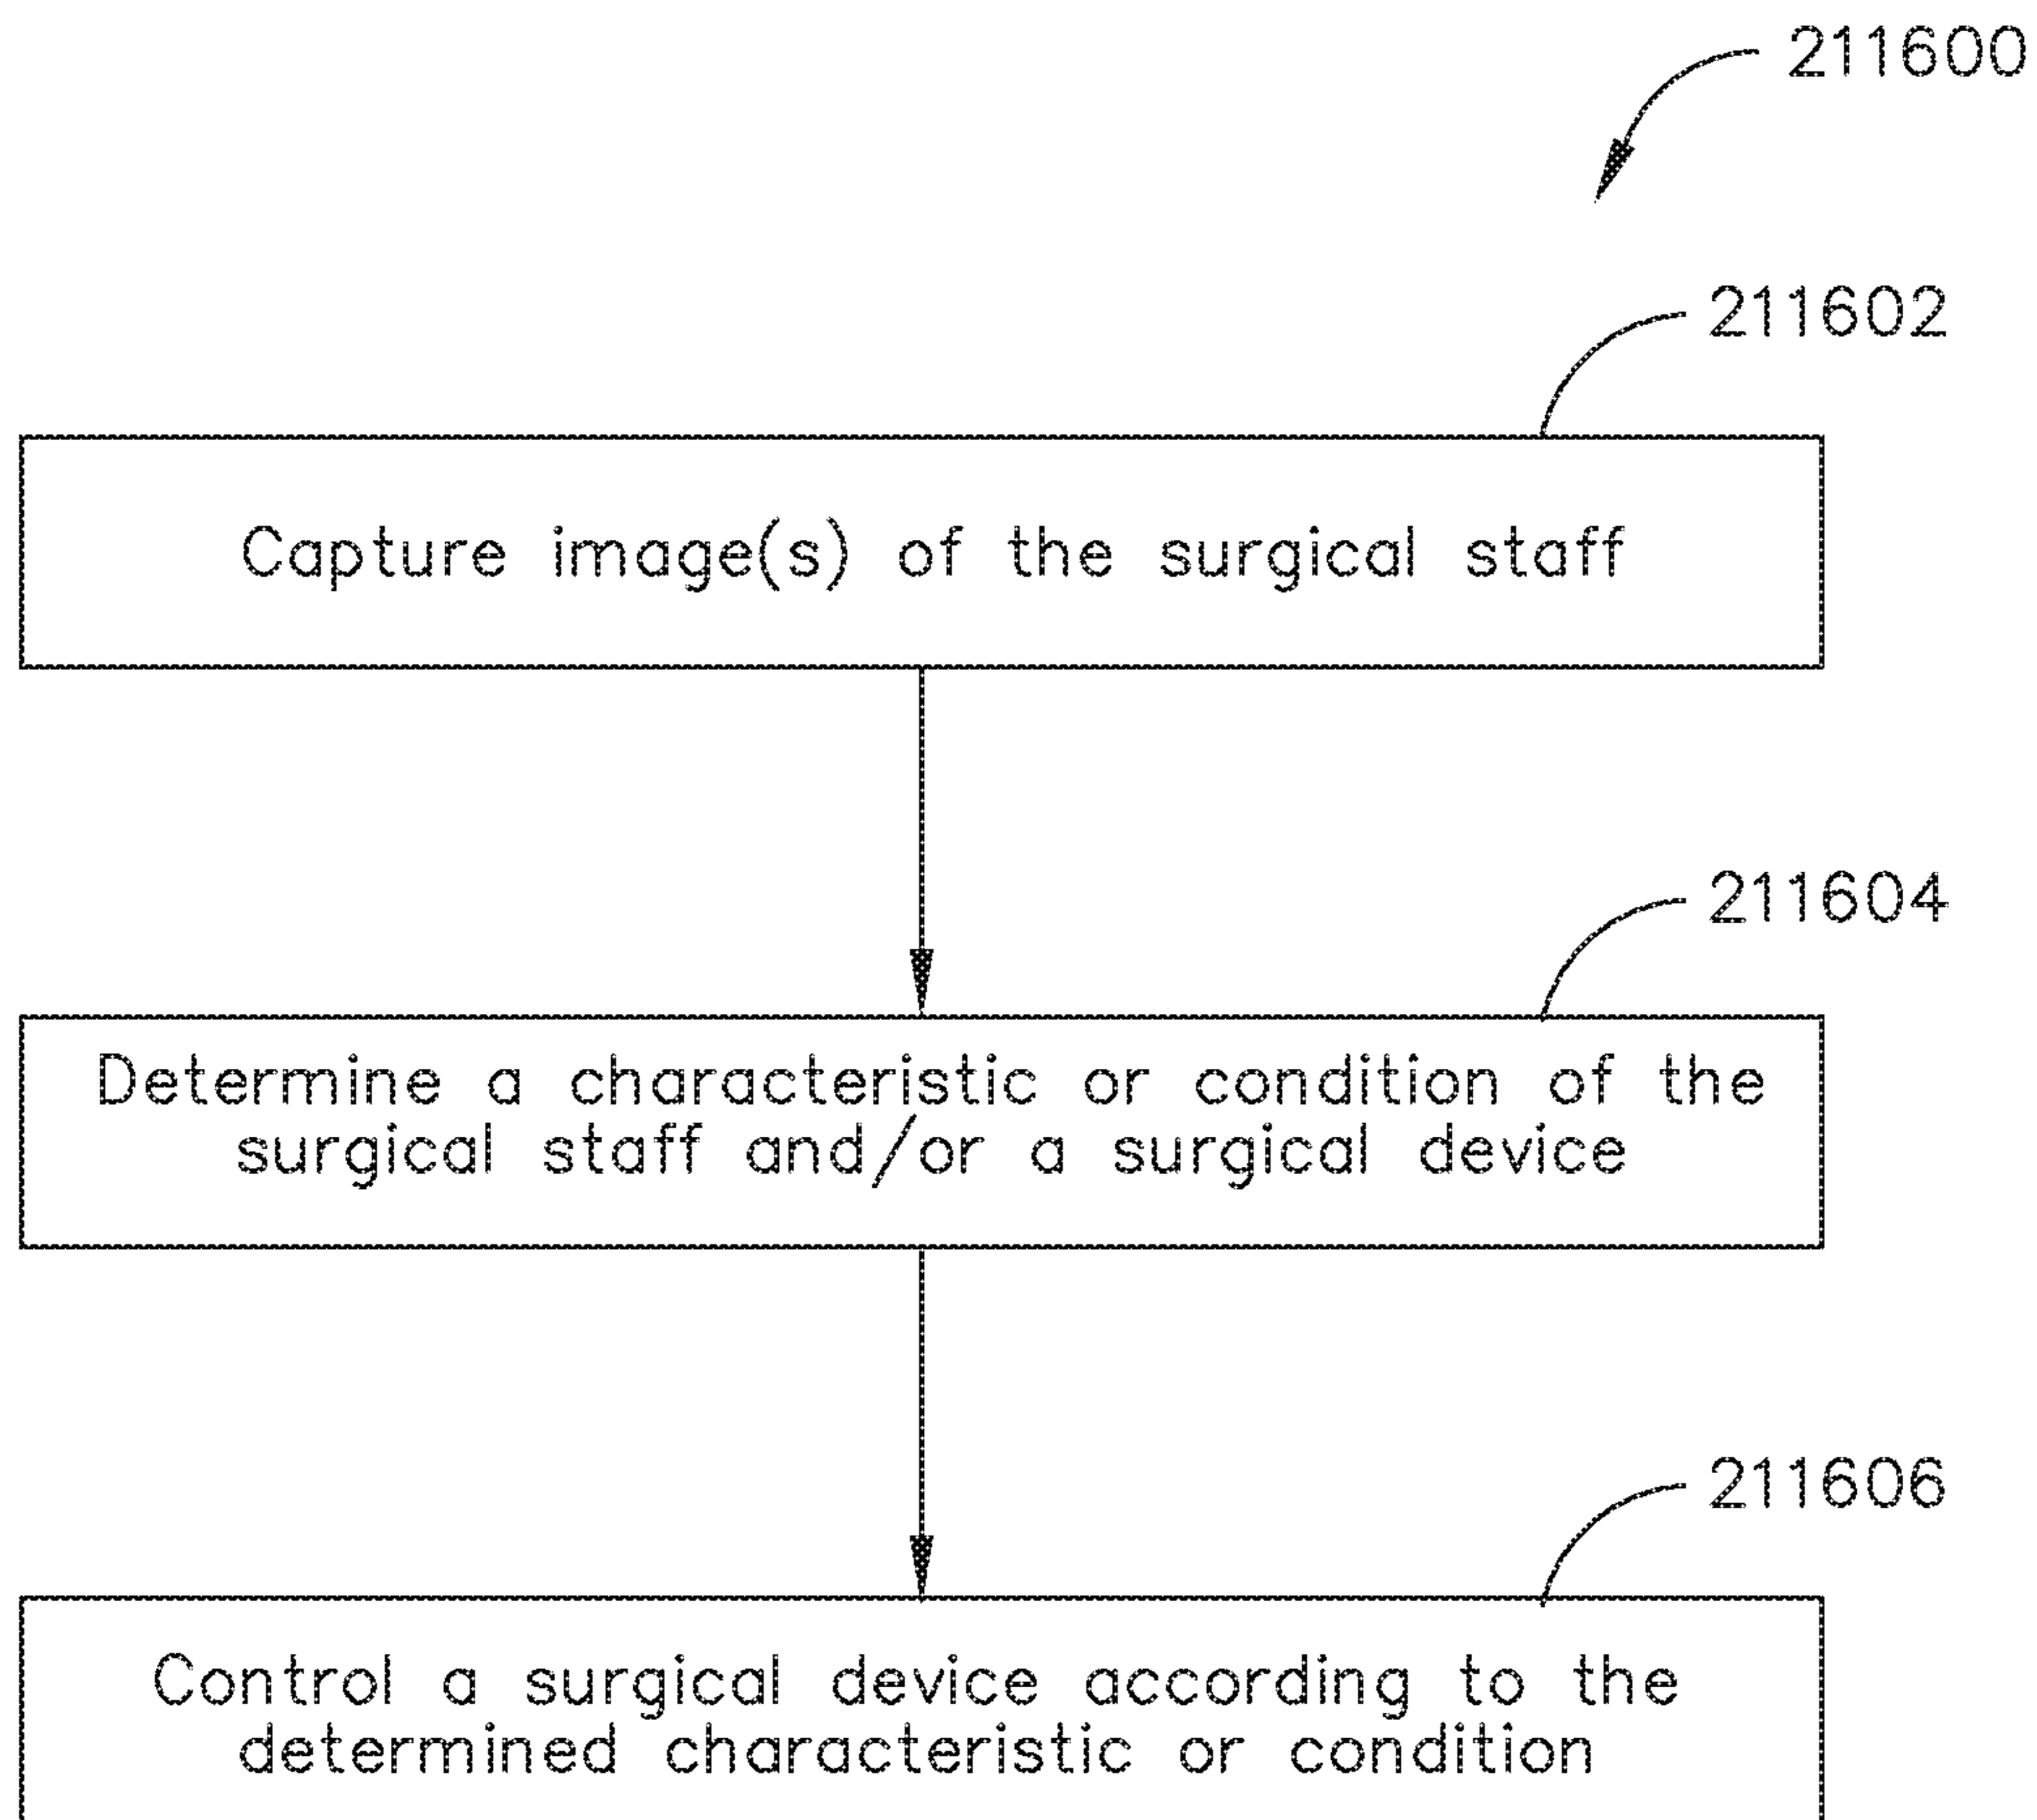 211600
211602
Capture image(s) of the surgical staff
211604
Determine a characteristic or condition of the
surgical staff and/or a surgical device
211606
Control a surgical device according to the
determined characteristic or condition